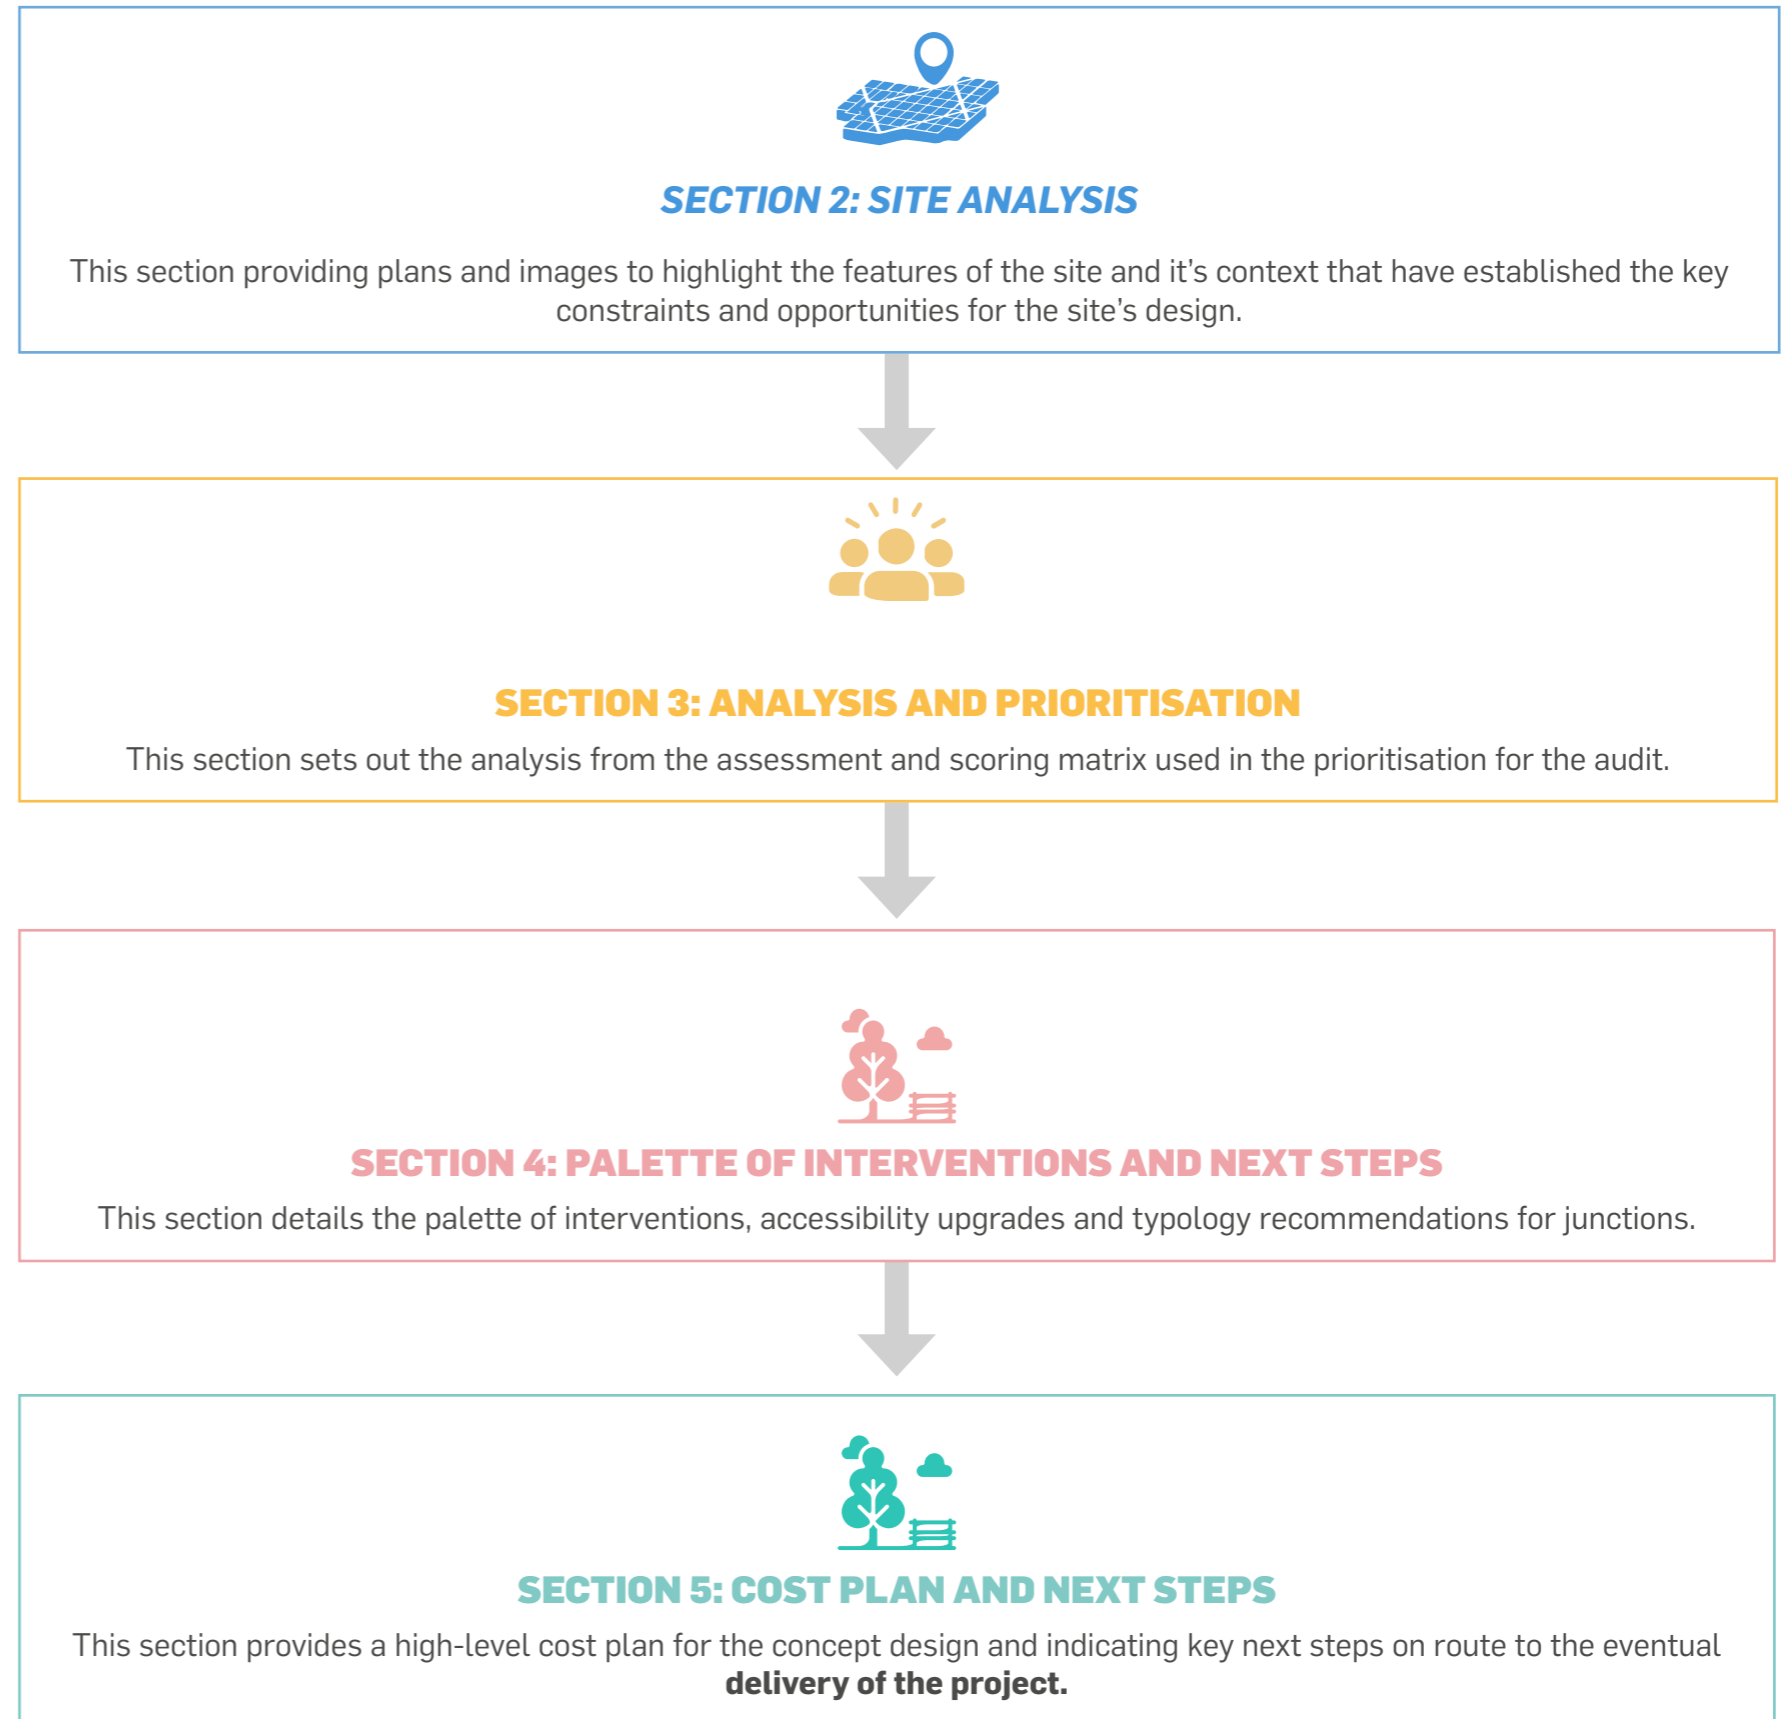 SECTION 2: SITE ANALYSIS
This section providing plans and images to highlight the features of the site and it's context that have established the key
constraints and opportunities for the site's design.
SECTION 3: ANALYSIS AND PRIORITISATION
This section sets out the analysis from the assessment and scoring matrix used in the prioritisation for the audit.
SECTION 4: PALETTE OF INTERVENTIONS AND NEXT STEPS
This section details the palette of interventions, accessibility upgrades and typology recommendations for junctions.
SECTION 5: COST PLAN AND NEXT STEPS
This section provides a high-level cost plan for the concept design and indicating key next steps on route to the eventual
delivery of the project.